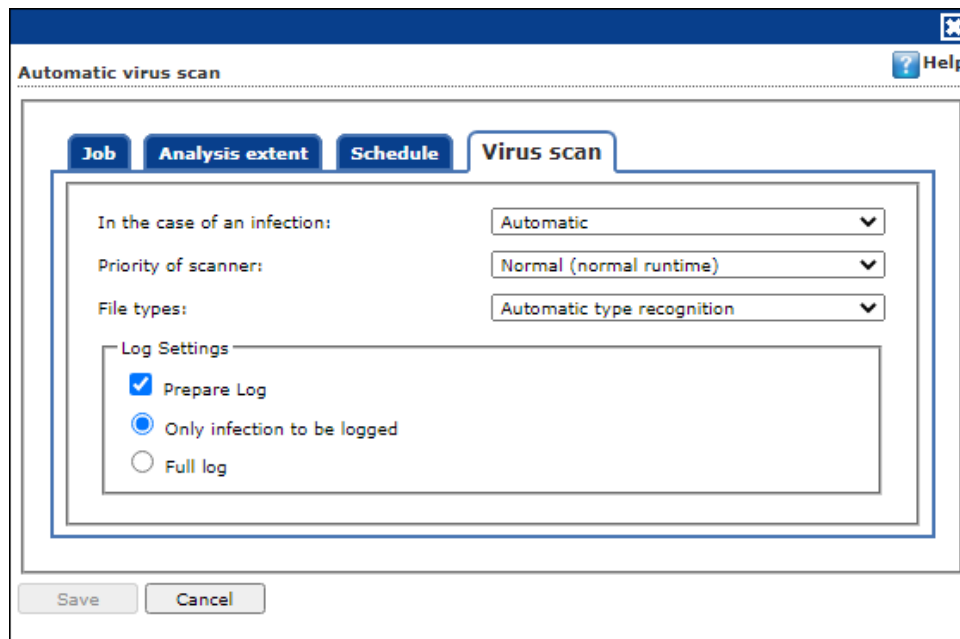 Automatic virus scan
? Help
Job Analysis extent Schedule Virus scan
In the case of an infection: Automatic
Priority of scanner: Normal (normal runtime)
File types: Automatic type recognition
Log Settings
Prepare Log
Only infection to be logged
Full log
Save Cancel